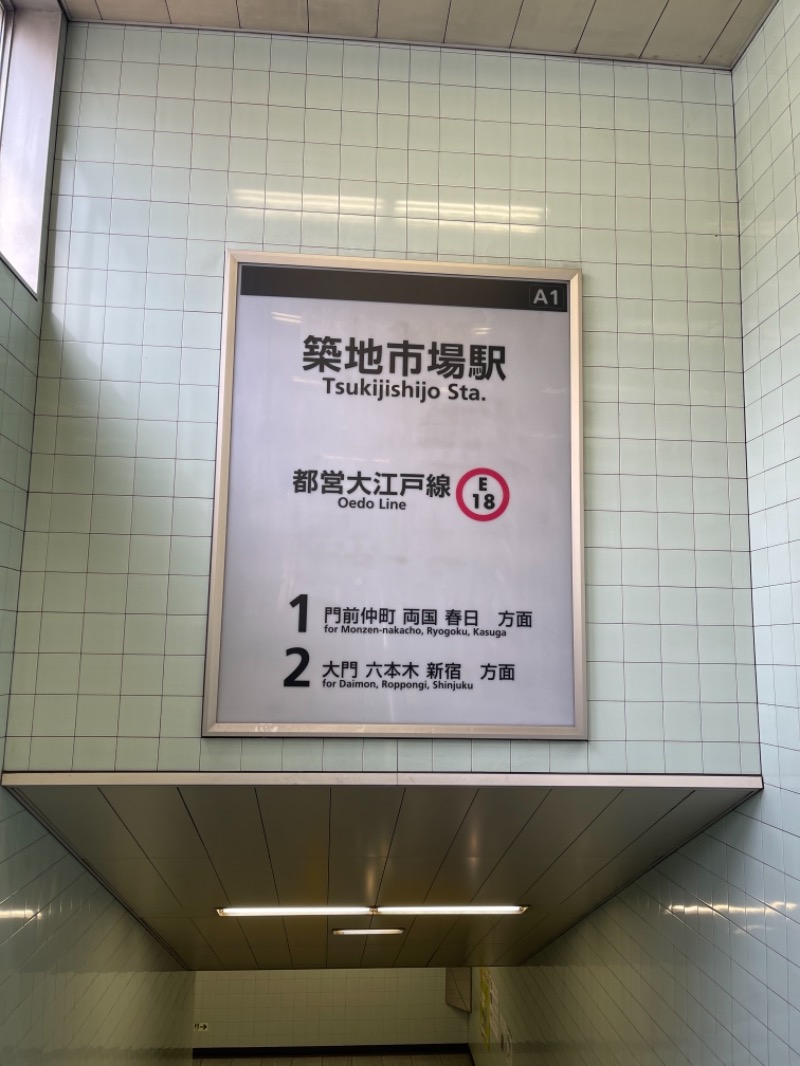 A1
築地市場駅
Tsukijishijo Sta.
都営大江戸線 E 18
Oedo Line
1 門前仲町 両国 春日 方面
for Monzen-nakacho, Ryogoku, Kasuga
2 大門 六本木 新宿 方面
for Daimon, Roppongi, Shinjuku